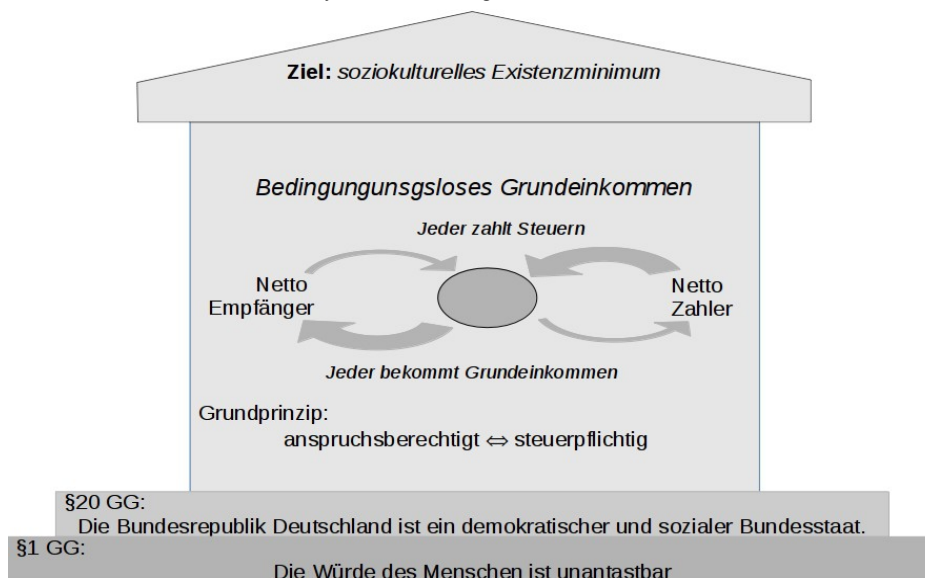 Ziel: soziokulturelles Existenzminimum
Bedingungunsgsloses Grundeinkommen
Jeder zahlt Steuern
Netto
Empfänger
Netto
Zahler
Jeder bekommt Grundeinkommen
Grundprinzip:
anspruchsberechtigt ⇔ steuerpflichtig
§20 GG:
Die Bundesrepublik Deutschland ist ein demokratischer und sozialer Bundesstaat.
§1 GG:
Die Würde des Menschen ist unantastbar